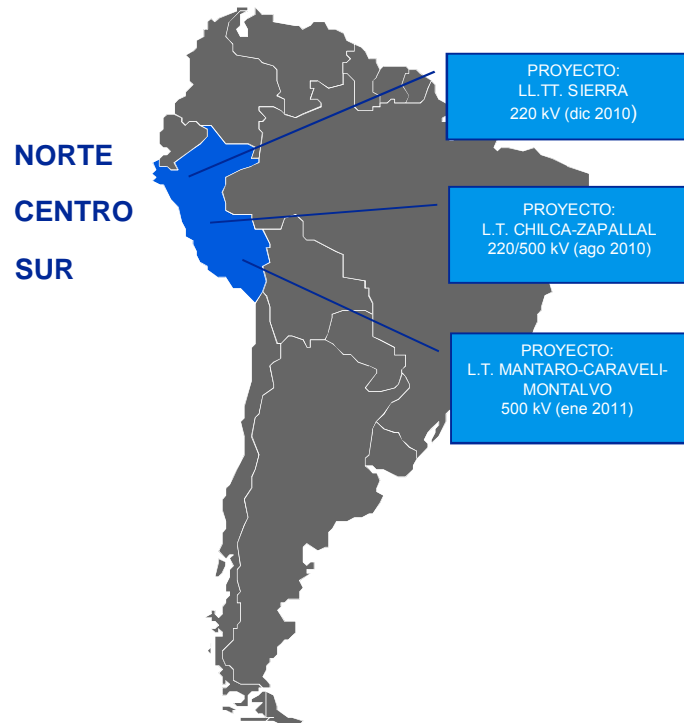 NORTE
CENTRO
SUR
PROYECTO:
LL.TT. SIERRA
220 kV (dic 2010)
PROYECTO:
L.T. CHILCA-ZAPALLAL
220/500 kV (ago 2010)
PROYECTO:
L.T. MANTARO-CARAVELI-
MONTALVO
500 kV (ene 2011)